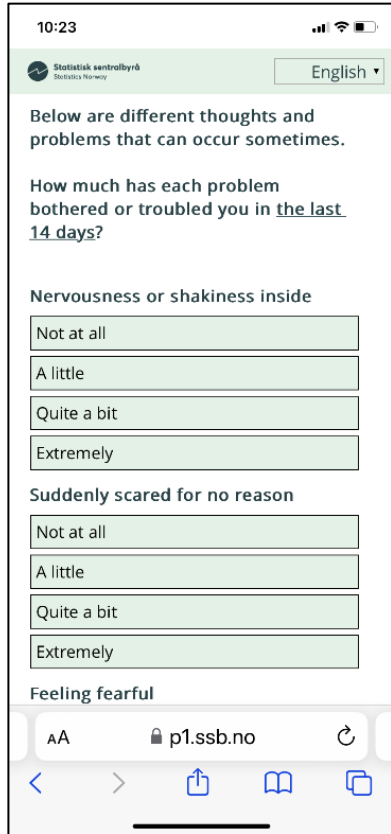 10:23
Statistisk sentralbyrå
Statistics Norway
English
Below are different thoughts and
problems that can occur sometimes.
How much has each problem
bothered or troubled you in the last
14 days?
Nervousness or shakiness inside
Not at all
A little
Quite a bit
Extremely
Suddenly scared for no reason
Not at all
A little
Quite a bit
Extremely
Feeling fearful
AA
p1.ssb.no